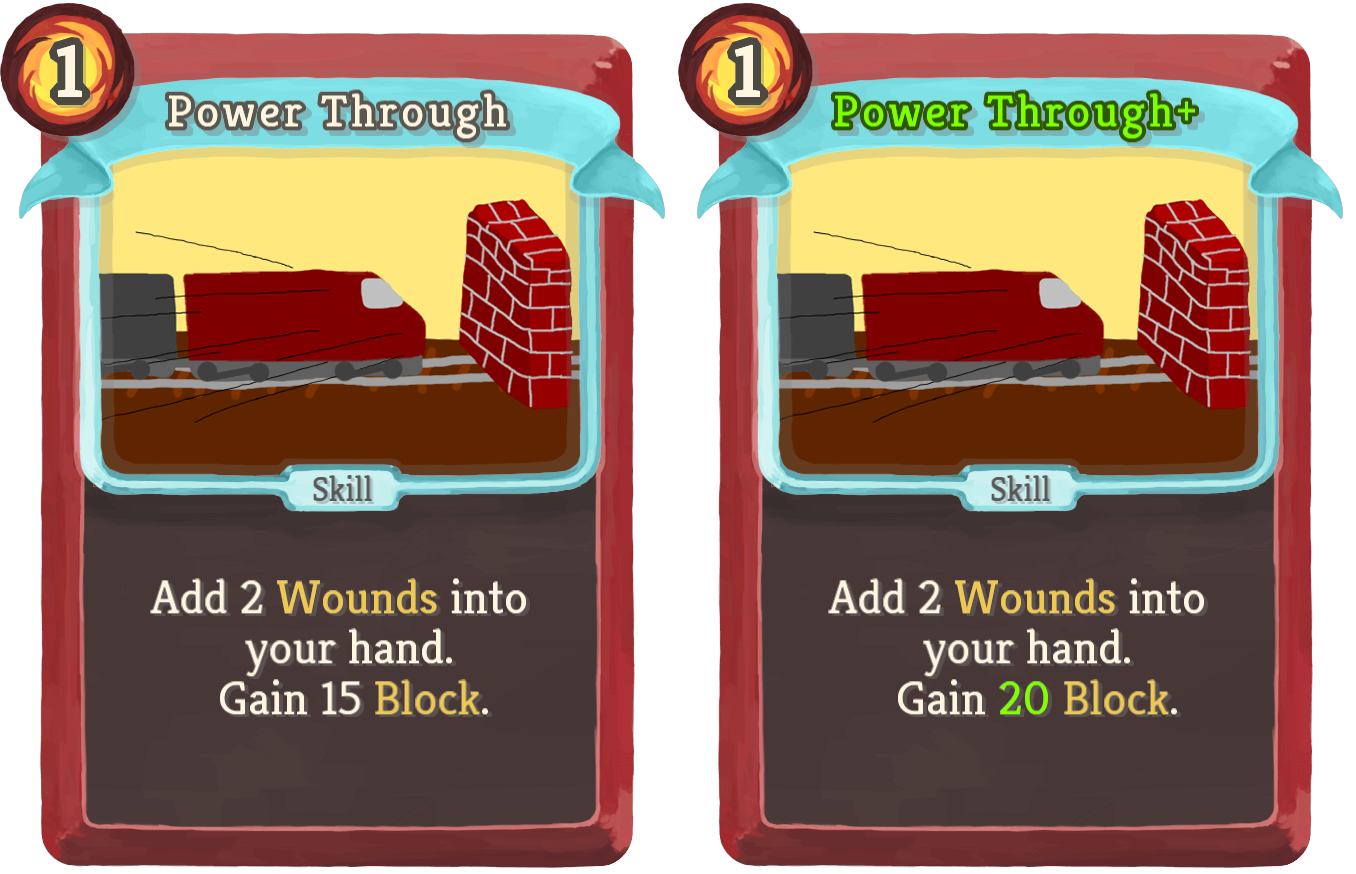 1
Power Through
Skill
Add 2 Wounds into
your hand.
Gain 15 Block.
1
Power Through+
Skill
Add 2 Wounds into
your hand.
Gain 20 Block.